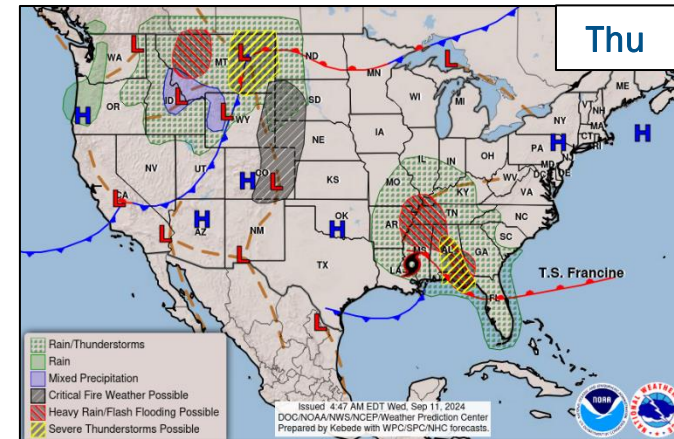 Thu
WA
MT
ND
MN
ME
L
L
L
OR
ID
L
L
WY
SD
WI
MI
VT
NH
NY
MA
CT
RI
H
H
H
NV
UT
CO
H
L
NE
IA
IL
IN
OH
PA
MD
DE
DC
WV
VA
KS
MO
KY
CA
L
AZ
H
NM
L
L
OK
H
TX
AR
TN
NC
SC
MS
AL
GA
LA
FL
L
T.S. Francine
Rain/Thunderstorms
Rain
Mixed Precipitation
Critical Fire Weather Possible
Heavy Rain/Flash Flooding Possible
Severe Thunderstorms Possible
Issued 4:47 AM EDT Wed, Sep 11, 2024
DOC/NOAA/NWS/NCEP/Weather Prediction Center
Prepared by Kebede with WPC/SPC/NHC forecasts.
NOAA